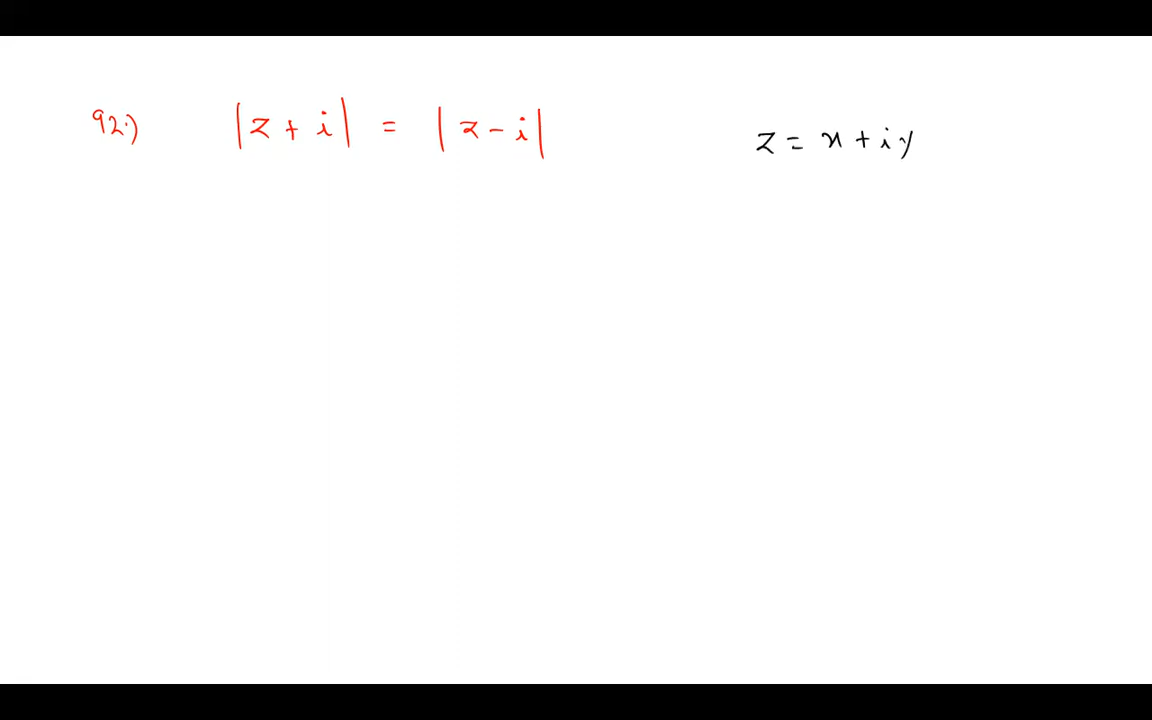 92.) |z + i| = |z - i|
z = x + iy